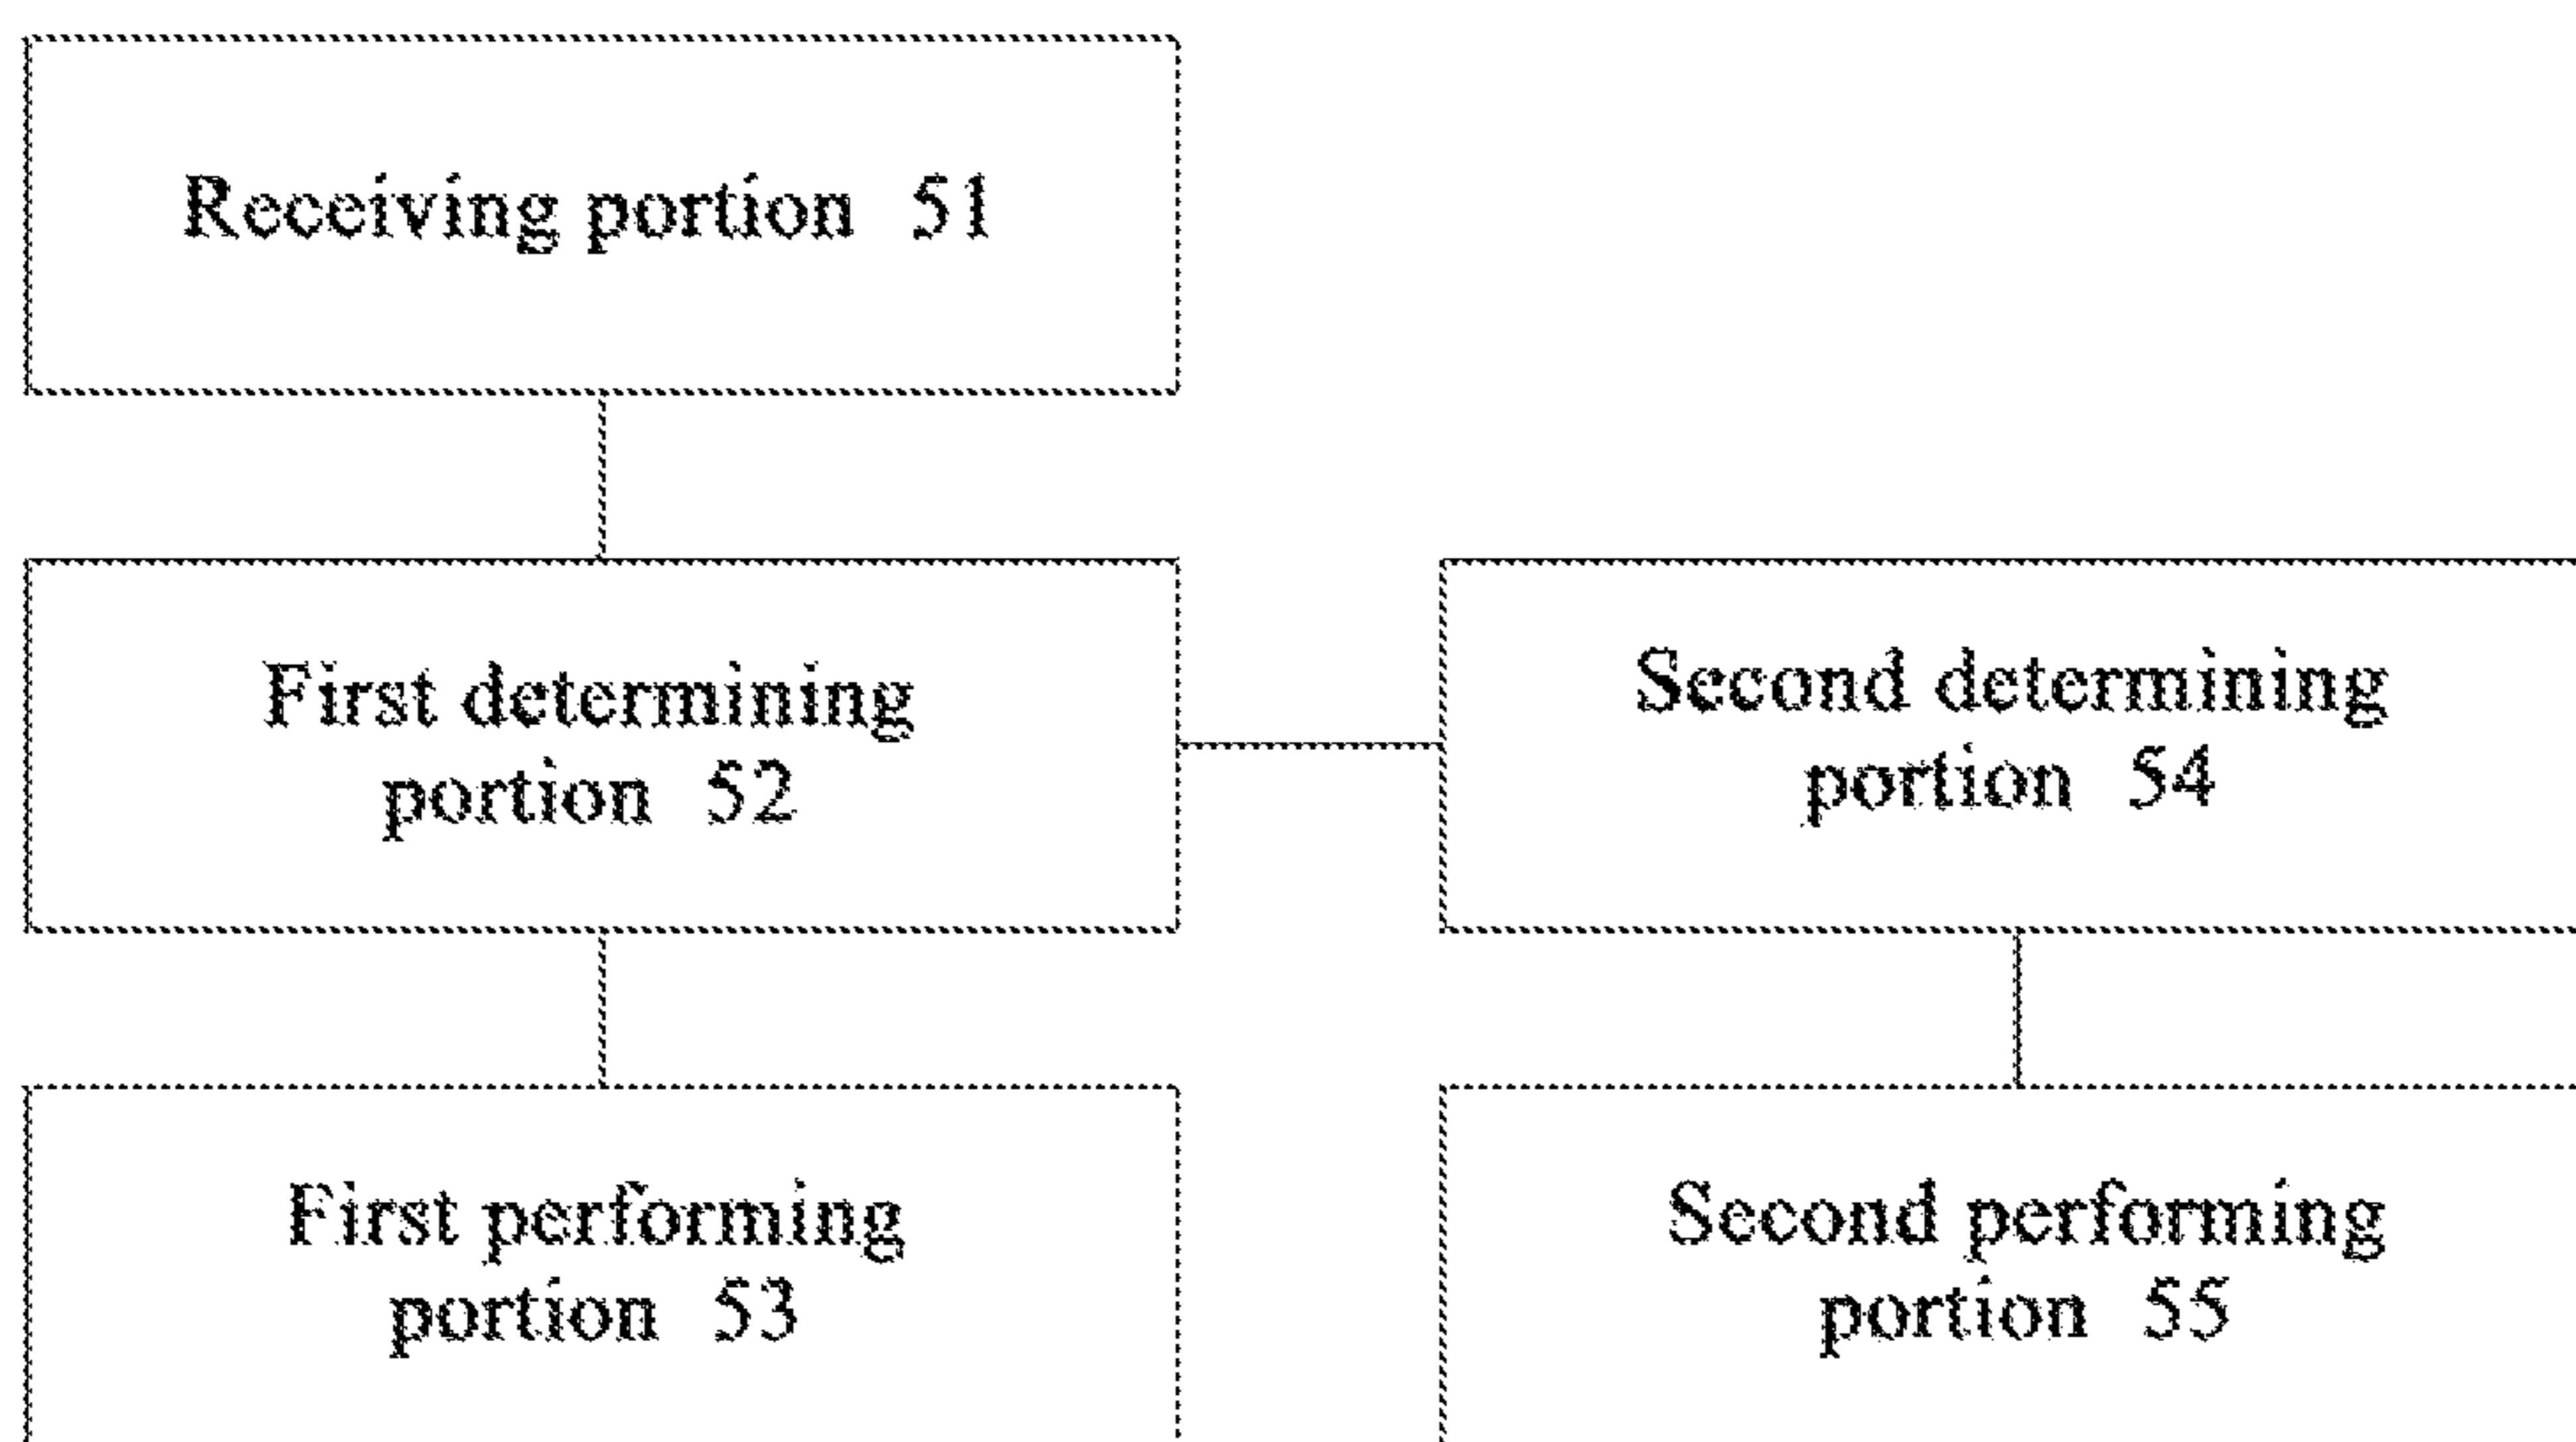 Receiving portion 51
First determining
portion 52
Second determining
portion 54
First performing
portion 53
Second performing
portion 55